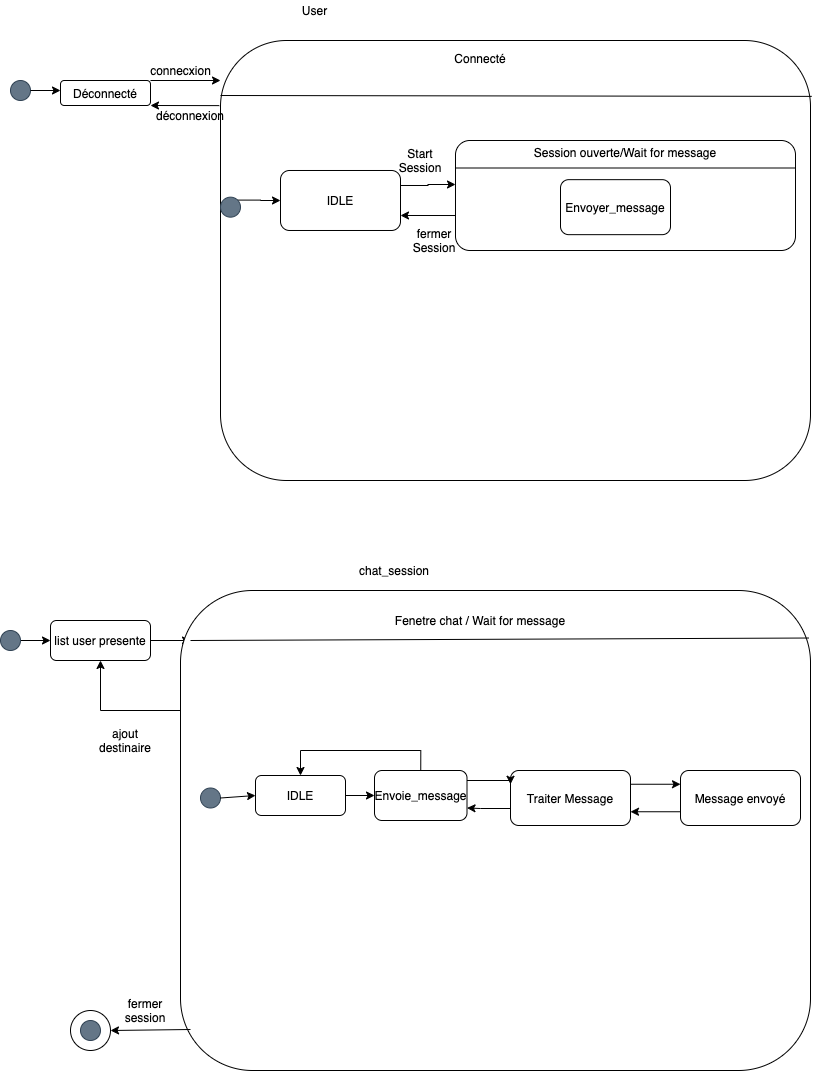 User
Connecté
connecxion
Déconnecté
déconnexion
Start
Session
Session ouverte/Wait for message
IDLE
Envoyer_message
fermer
Session
chat_session
Fenetre chat / Wait for message
list user presente
ajout
destinaire
IDLE
Envoie_message
Traiter Message
Message envoyé
fermer
session